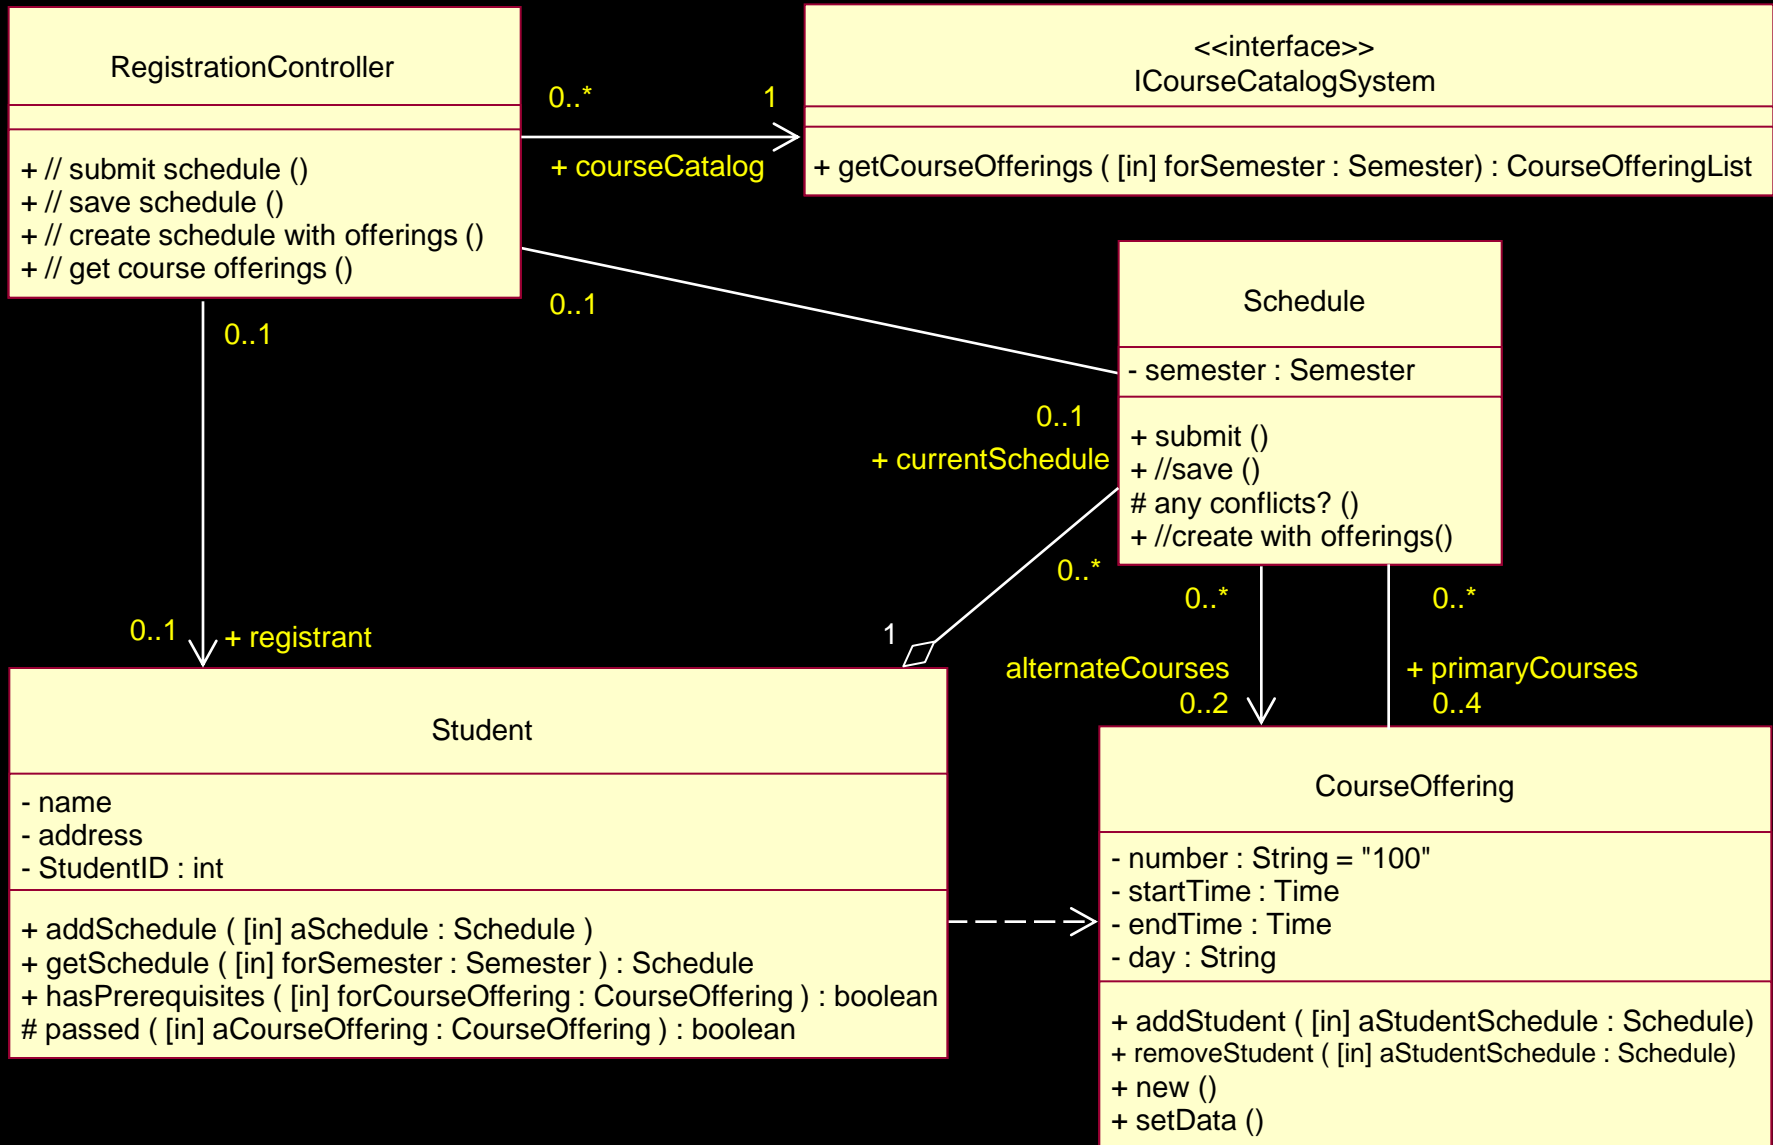 RegistrationController
+ // submit schedule ()
+ // save schedule ()
+ // create schedule with offerings ()
+ // get course offerings ()
0..*
1
+ courseCatalog
<<interface>>
ICourseCatalogSystem
+ getCourseOfferings ( [in] forSemester : Semester) : CourseOfferingList
0..1
0..1
0..1
+ currentSchedule
Schedule
- semester : Semester
+ submit ()
+ //save ()
# any conflicts? ()
+ //create with offerings()
0..1
+ registrant
1
0..*
0..*
alternateCourses
0..2
0..*
+ primaryCourses
0..4
Student
- name
- address
- StudentID : int
+ addSchedule ( [in] aSchedule : Schedule )
+ getSchedule ( [in] forSemester : Semester ) : Schedule
+ hasPrerequisites ( [in] forCourseOffering : CourseOffering ) : boolean
# passed ( [in] aCourseOffering : CourseOffering ) : boolean
CourseOffering
- number : String = "100"
- startTime : Time
- endTime : Time
- day : String
+ addStudent ( [in] aStudentSchedule : Schedule)
+ removeStudent ( [in] aStudentSchedule : Schedule)
+ new ()
+ setData ()